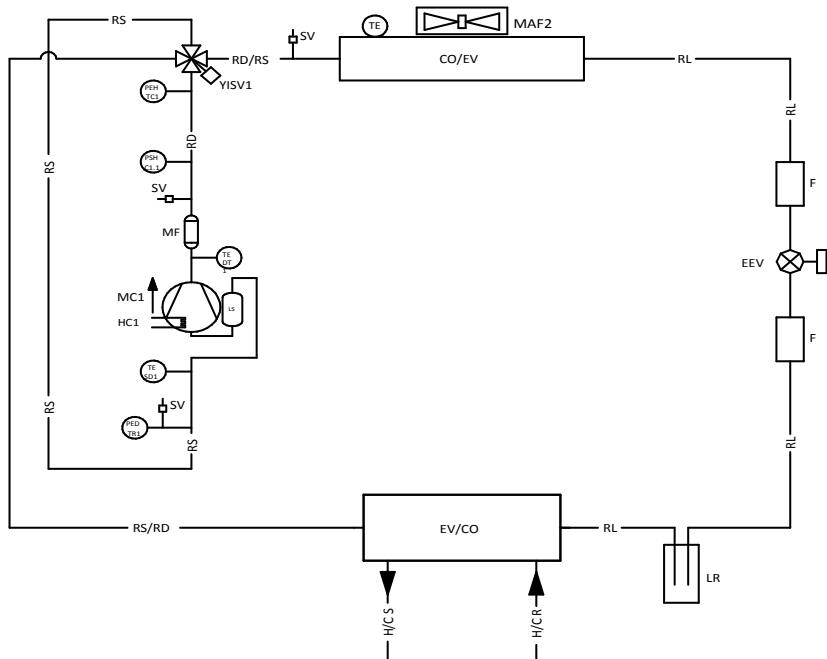 RS
SV
TE
MAF2
RD/RS
CO/EV
RL
YISV1
PEH
TC1
RL
RD
PSH
C1.1
RS
SV
F
MF
TE
DT
1
EEV
MC1
LS
HC1
F
TE
SD1
RS
SV
PED
TR1
RS
RL
RS/RD
EV/CO
RL
LR
H/C S
H/C R